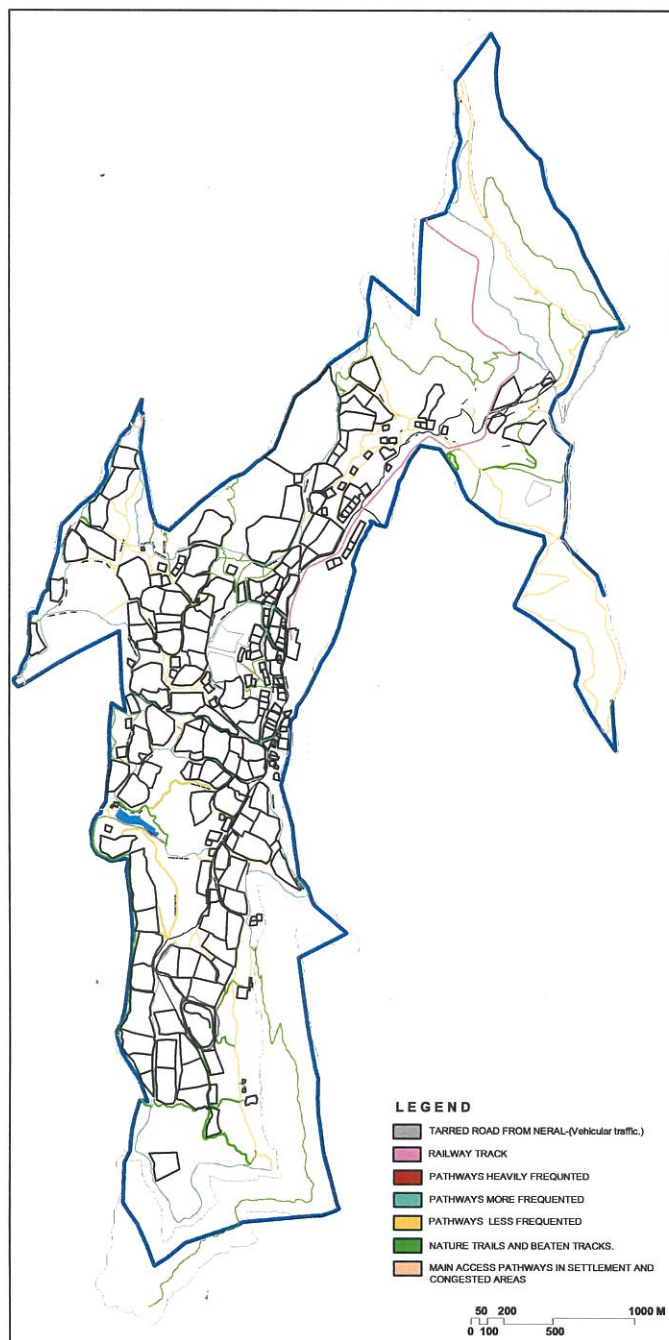 LEGEND
TARRED ROAD FROM NERAL-(Vehicular traffic.)
RAILWAY TRACK
PATHWAYS HEAVILY FREQUNTED
PATHWAYS MORE FREQUENTED
PATHWAYS LESS FREQUENTED
NATURE TRAILS AND BEATEN TRACKS.
MAIN ACCESS PATHWAYS IN SETTLEMENT AND
CONGESTED AREAS
50 200 1000 M
0 100 500